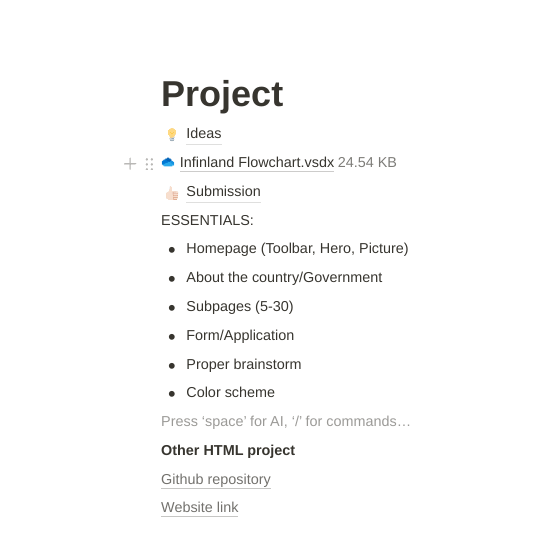 Project
Ideas
Infinland Flowchart.vsdx 24.54 KB
Submission
ESSENTIALS:
Homepage (Toolbar, Hero, Picture)
About the country/Government
Subpages (5-30)
Form/Application
Proper brainstorm
Color scheme
Press ‘space’ for AI, ‘/’ for commands…
Other HTML project
Github repository
Website link